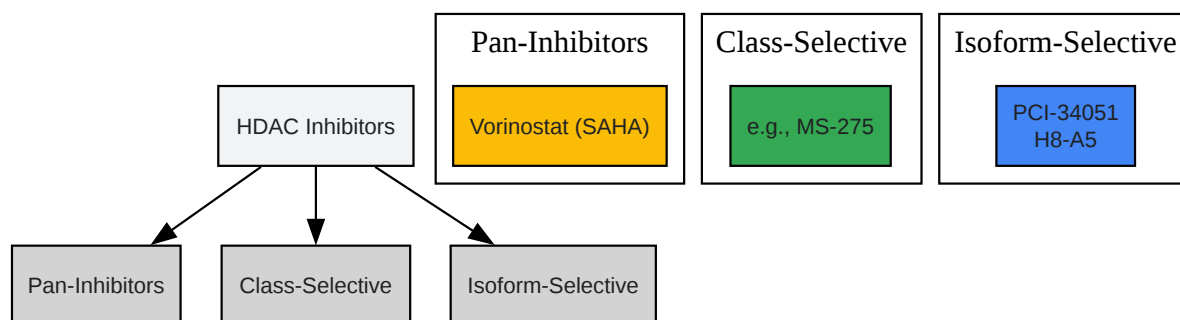 Pan-Inhibitors
Class-Selective
Isoform-Selective
HDAC Inhibitors
Vorinostat (SAHA)
e.g., MS-275
PCI-34051
H8-A5
Pan-Inhibitors
Class-Selective
Isoform-Selective